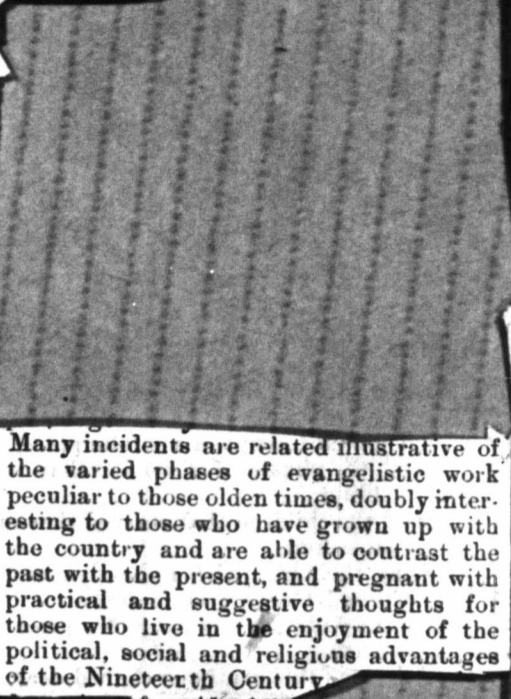 Many incidents are related illustrative of
the varied phases of evangelistic work
peculiar to those olden times, doubly inter-
esting to those who have grown up with
the country and are able to contrast the
past with the present, and pregnant with
practical and suggestive thoughts for
those who live in the enjoyment of the
political, social and religious advantages
of the Nineteenth Century.